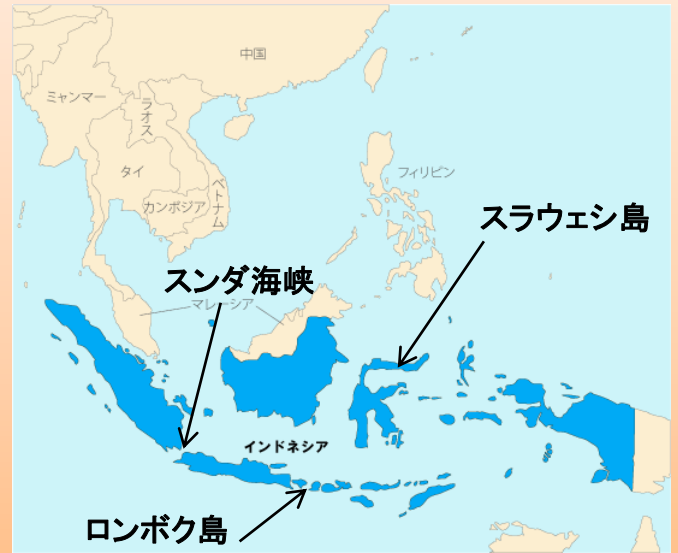 中国
ミャンマー
ラオス
タイ
フィリピン
カンボジア
ベトナム
スラウェシ島
スンダ海峡
マレーシア
インドネシア
ロンボク島